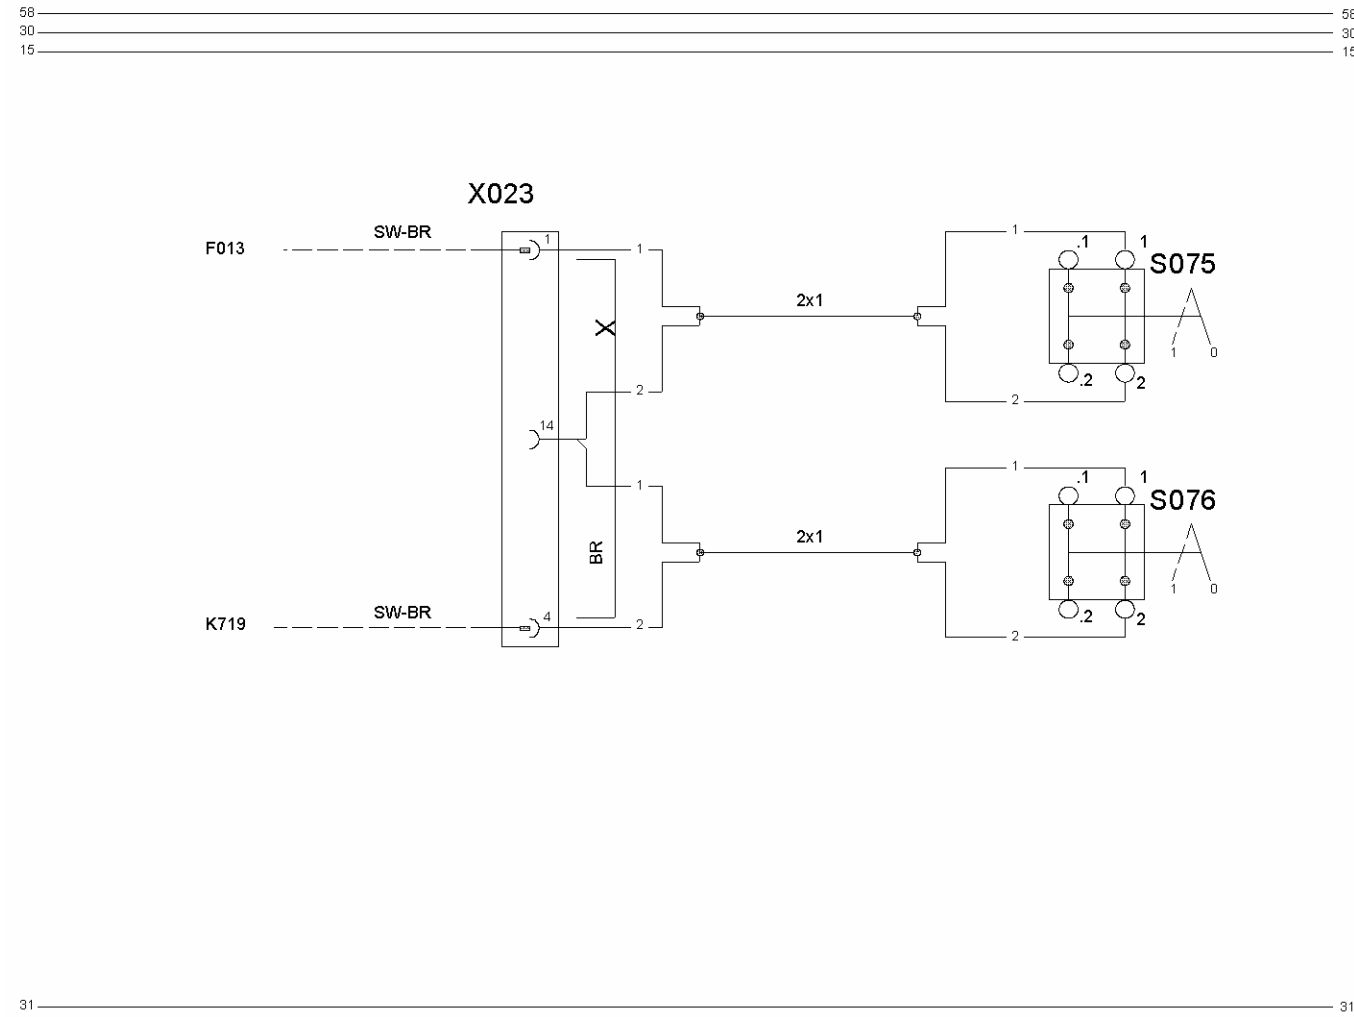 58 58
30 30
15 15
X023
F013 SW-BR 1 1 1 .1 1
S075
X 2x1
1 0
2 2 .2 2
14
1 1 .1 1
S076
BR 2x1
1 0
K719 SW-BR 4 2 2 .2 2
31 31